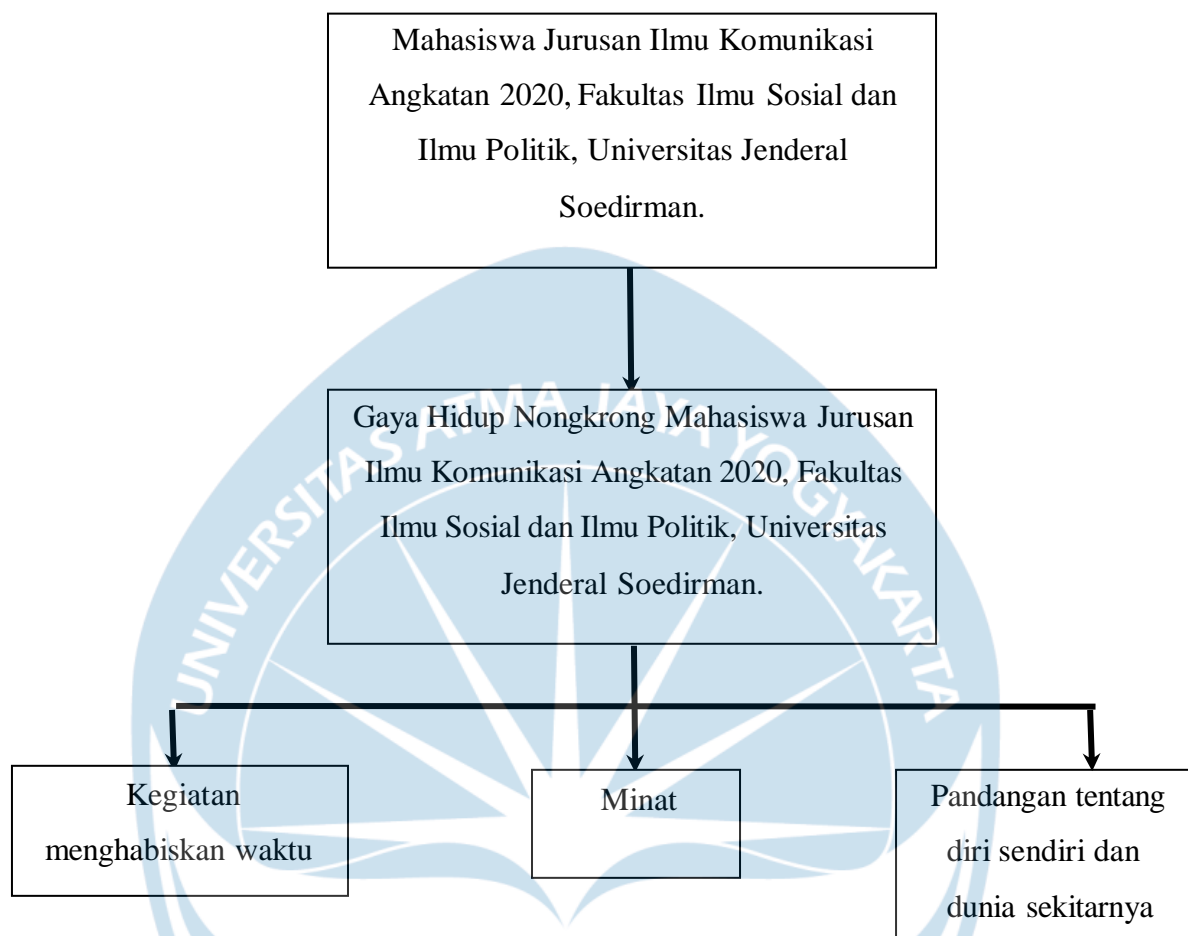 Mahasiswa Jurusan Ilmu Komunikasi
Angkatan 2020, Fakultas Ilmu Sosial dan
Ilmu Politik, Universitas Jenderal
Soedirman.
Gaya Hidup Nongkrong Mahasiswa Jurusan
Ilmu Komunikasi Angkatan 2020, Fakultas
Ilmu Sosial dan Ilmu Politik, Universitas
Jenderal Soedirman.
UNIVERSITAS ATMA JAYA YOGYAKARTA
Kegiatan
menghabiskan waktu
Minat
Pandangan tentang
diri sendiri dan
dunia sekitarnya